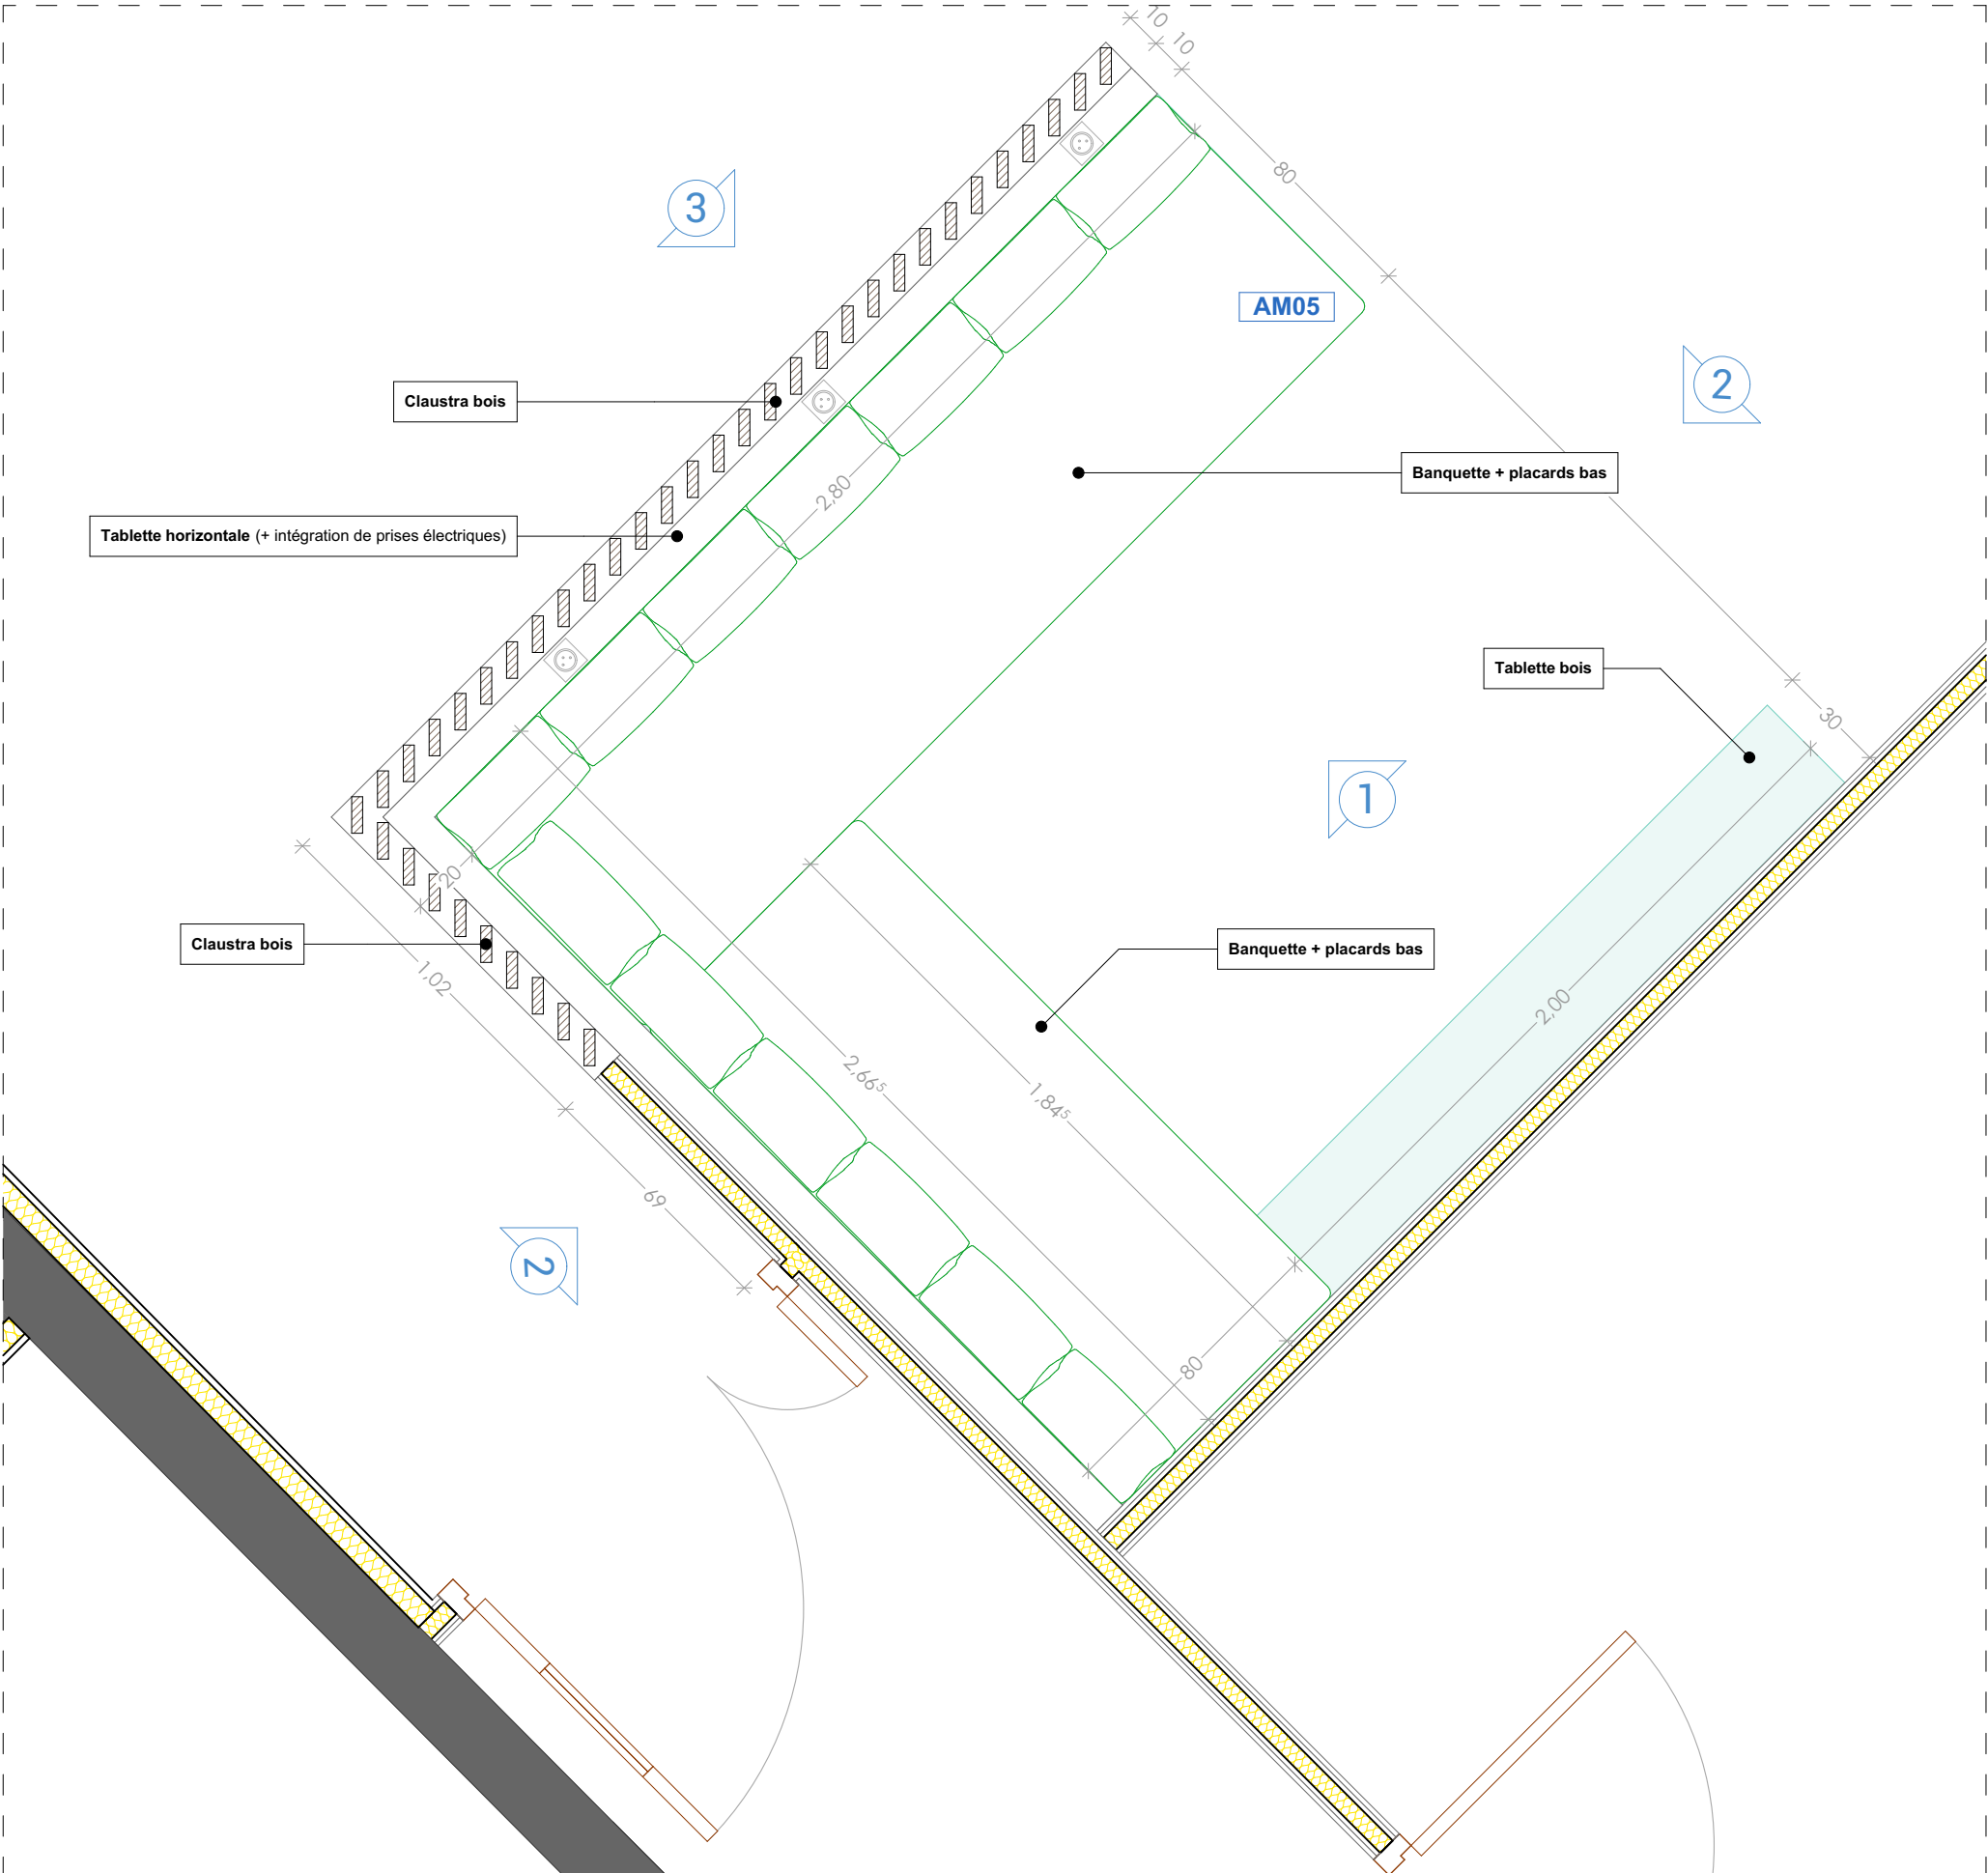 10
10
80
3
AM05
2
Claustra bois
Banquette + placards bas
2,80
Tablette horizontale (+ intégration de prises électriques)
Tablette bois
30
1
20
Claustra bois
Banquette + placards bas
1,02
2,00
2,66⁵
1,84⁵
69
2
80